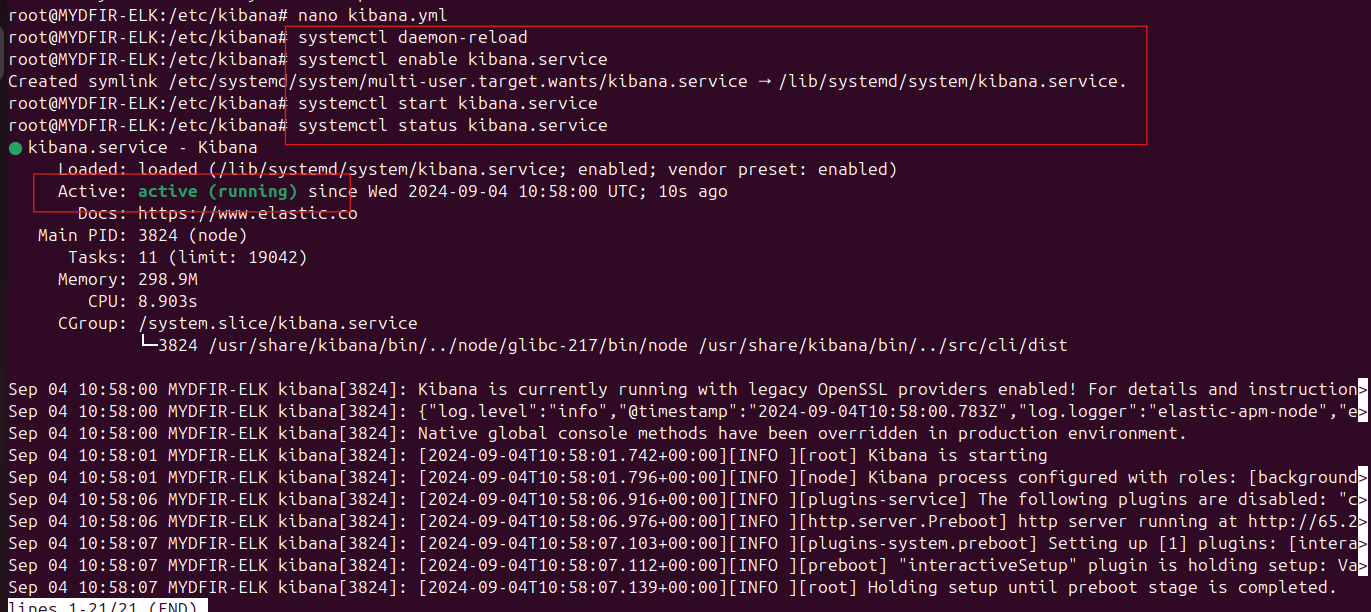 root@MYDFIR-ELK:/etc/kibana# nano kibana.yml
root@MYDFIR-ELK:/etc/kibana# systemctl daemon-reload
root@MYDFIR-ELK:/etc/kibana# systemctl enable kibana.service
Created symlink /etc/systemd/system/multi-user.target.wants/kibana.service → /lib/systemd/system/kibana.service.
root@MYDFIR-ELK:/etc/kibana# systemctl start kibana.service
root@MYDFIR-ELK:/etc/kibana# systemctl status kibana.service
● kibana.service - Kibana
Loaded: loaded (/lib/systemd/system/kibana.service; enabled; vendor preset: enabled)
Active: active (running) since Wed 2024-09-04 10:58:00 UTC; 10s ago
Docs: https://www.elastic.co
Main PID: 3824 (node)
Tasks: 11 (limit: 19042)
Memory: 298.9M
CPU: 8.903s
CGroup: /system.slice/kibana.service
└─3824 /usr/share/kibana/bin/../node/glibc-217/bin/node /usr/share/kibana/bin/../src/cli/dist
Sep 04 10:58:00 MYDFIR-ELK kibana[3824]: Kibana is currently running with legacy OpenSSL providers enabled! For details and instruction>
Sep 04 10:58:00 MYDFIR-ELK kibana[3824]: {"log.level":"info","@timestamp":"2024-09-04T10:58:00.783Z","log.logger":"elastic-apm-node","e>
Sep 04 10:58:00 MYDFIR-ELK kibana[3824]: Native global console methods have been overridden in production environment.
Sep 04 10:58:01 MYDFIR-ELK kibana[3824]: [2024-09-04T10:58:01.742+00:00][INFO ][root] Kibana is starting
Sep 04 10:58:01 MYDFIR-ELK kibana[3824]: [2024-09-04T10:58:01.796+00:00][INFO ][node] Kibana process configured with roles: [background>
Sep 04 10:58:06 MYDFIR-ELK kibana[3824]: [2024-09-04T10:58:06.916+00:00][INFO ][plugins-service] The following plugins are disabled: "c>
Sep 04 10:58:06 MYDFIR-ELK kibana[3824]: [2024-09-04T10:58:06.976+00:00][INFO ][http.server.Preboot] http server running at http://65.2>
Sep 04 10:58:07 MYDFIR-ELK kibana[3824]: [2024-09-04T10:58:07.103+00:00][INFO ][plugins-system.preboot] Setting up [1] plugins: [intera>
Sep 04 10:58:07 MYDFIR-ELK kibana[3824]: [2024-09-04T10:58:07.112+00:00][INFO ][preboot] "interactiveSetup" plugin is holding setup: Va>
Sep 04 10:58:07 MYDFIR-ELK kibana[3824]: [2024-09-04T10:58:07.139+00:00][INFO ][root] Holding setup until preboot stage is completed.
lines 1-21/21 (END)